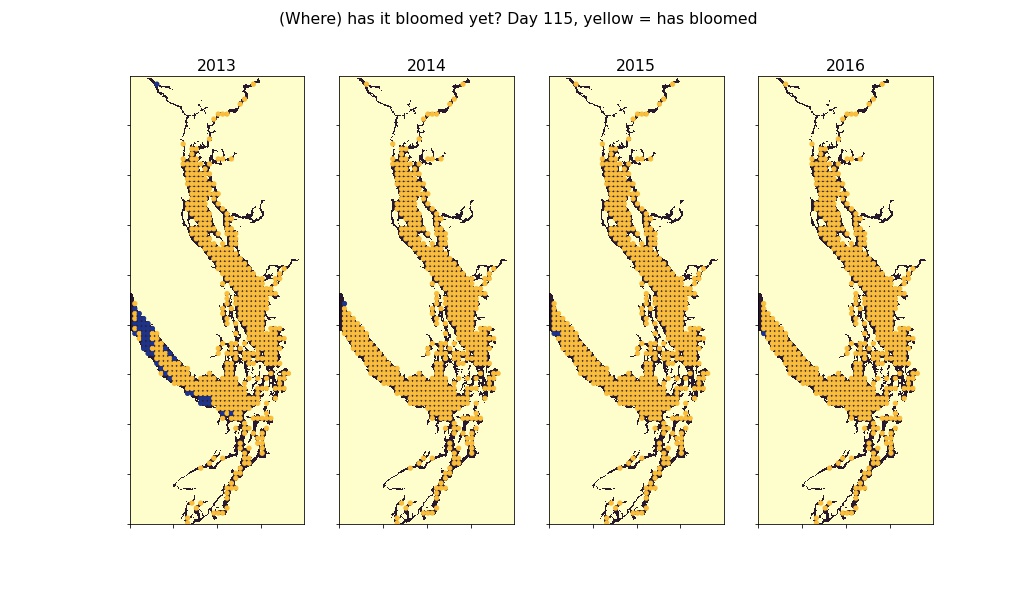 (Where) has it bloomed yet? Day 115, yellow = has bloomed
2013
2014
2015
2016